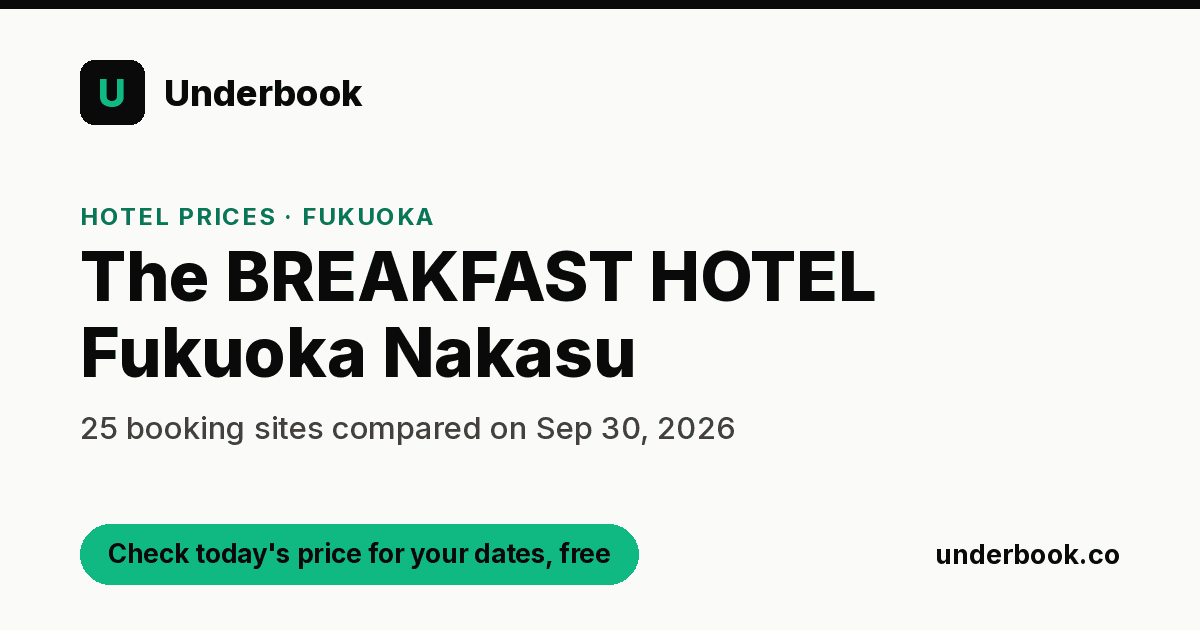 U Underbook
HOTEL PRICES · FUKUOKA
The BREAKFAST HOTEL
Fukuoka Nakasu
25 booking sites compared on Sep 30, 2026
Check today's price for your dates, free
underbook.co